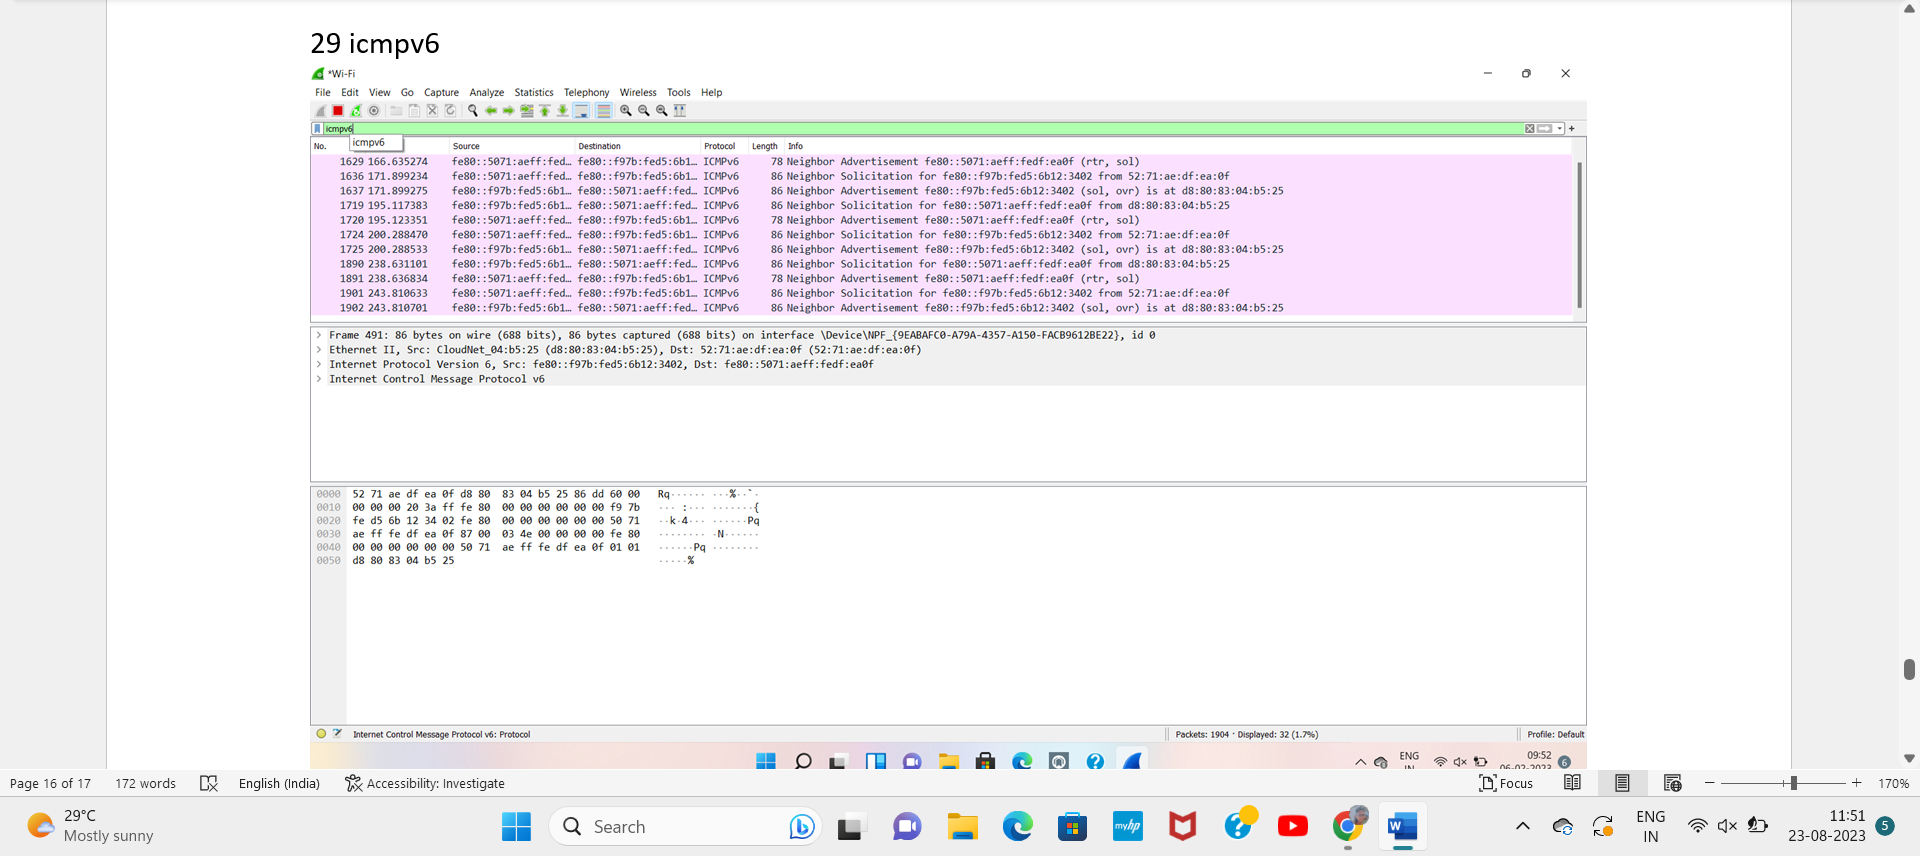 29 icmpv6
*Wi-Fi
File Edit View Go Capture Analyze Statistics Telephony Wireless Tools Help
icmpv6
icmpv6
No. Source Destination Protocol Length Info
1629 166.635274 fe80::5071:aeff:fed… fe80::f97b:fed5:6b1… ICMPv6 78 Neighbor Advertisement fe80::5071:aeff:fedf:ea0f (rtr, sol)
1636 171.899234 fe80::5071:aeff:fed… fe80::f97b:fed5:6b1… ICMPv6 86 Neighbor Solicitation for fe80::f97b:fed5:6b12:3402 from 52:71:ae:df:ea:0f
1637 171.899275 fe80::f97b:fed5:6b1… fe80::5071:aeff:fed… ICMPv6 86 Neighbor Advertisement fe80::f97b:fed5:6b12:3402 (sol, ovr) is at d8:80:83:04:b5:25
1719 195.117383 fe80::f97b:fed5:6b1… fe80::5071:aeff:fed… ICMPv6 86 Neighbor Solicitation for fe80::5071:aeff:fedf:ea0f from d8:80:83:04:b5:25
1720 195.123351 fe80::5071:aeff:fed… fe80::f97b:fed5:6b1… ICMPv6 78 Neighbor Advertisement fe80::5071:aeff:fedf:ea0f (rtr, sol)
1724 200.288470 fe80::5071:aeff:fed… fe80::f97b:fed5:6b1… ICMPv6 86 Neighbor Solicitation for fe80::f97b:fed5:6b12:3402 from 52:71:ae:df:ea:0f
1725 200.288533 fe80::f97b:fed5:6b1… fe80::5071:aeff:fed… ICMPv6 86 Neighbor Advertisement fe80::f97b:fed5:6b12:3402 (sol, ovr) is at d8:80:83:04:b5:25
1890 238.631101 fe80::f97b:fed5:6b1… fe80::5071:aeff:fed… ICMPv6 86 Neighbor Solicitation for fe80::5071:aeff:fedf:ea0f from d8:80:83:04:b5:25
1891 238.636834 fe80::5071:aeff:fed… fe80::f97b:fed5:6b1… ICMPv6 78 Neighbor Advertisement fe80::5071:aeff:fedf:ea0f (rtr, sol)
1901 243.810633 fe80::5071:aeff:fed… fe80::f97b:fed5:6b1… ICMPv6 86 Neighbor Solicitation for fe80::f97b:fed5:6b12:3402 from 52:71:ae:df:ea:0f
1902 243.810701 fe80::f97b:fed5:6b1… fe80::5071:aeff:fed… ICMPv6 86 Neighbor Advertisement fe80::f97b:fed5:6b12:3402 (sol, ovr) is at d8:80:83:04:b5:25
Frame 491: 86 bytes on wire (688 bits), 86 bytes captured (688 bits) on interface \Device\NPF_{9EABAFC0-A79A-4357-A150-FACB9612BE22}, id 0
Ethernet II, Src: CloudNet_04:b5:25 (d8:80:83:04:b5:25), Dst: 52:71:ae:df:ea:0f (52:71:ae:df:ea:0f)
Internet Protocol Version 6, Src: fe80::f97b:fed5:6b12:3402, Dst: fe80::5071:aeff:fedf:ea0f
Internet Control Message Protocol v6
0000 52 71 ae df ea 0f d8 80 83 04 b5 25 86 dd 60 00 Rq······ ···%··`·
0010 00 00 00 20 3a ff fe 80 00 00 00 00 00 00 f9 7b ··· :··· ·······{
0020 fe d5 6b 12 34 02 fe 80 00 00 00 00 00 00 50 71 ··k·4··· ······Pq
0030 ae ff fe df ea 0f 87 00 03 4e 00 00 00 00 fe 80 ········ ·N······
0040 00 00 00 00 00 00 50 71 ae ff fe df ea 0f 01 01 ······Pq ········
0050 d8 80 83 04 b5 25 ·····%
Internet Control Message Protocol v6: Protocol Packets: 1904 · Displayed: 32 (1.7%) Profile: Default
ENG 09:52
IN 06-02-2023 6
Page 16 of 17 172 words English (India) Accessibility: Investigate Focus 170%
29°C
Mostly sunny
Search
myhp
W
ENG
IN
11:51
23-08-2023 5